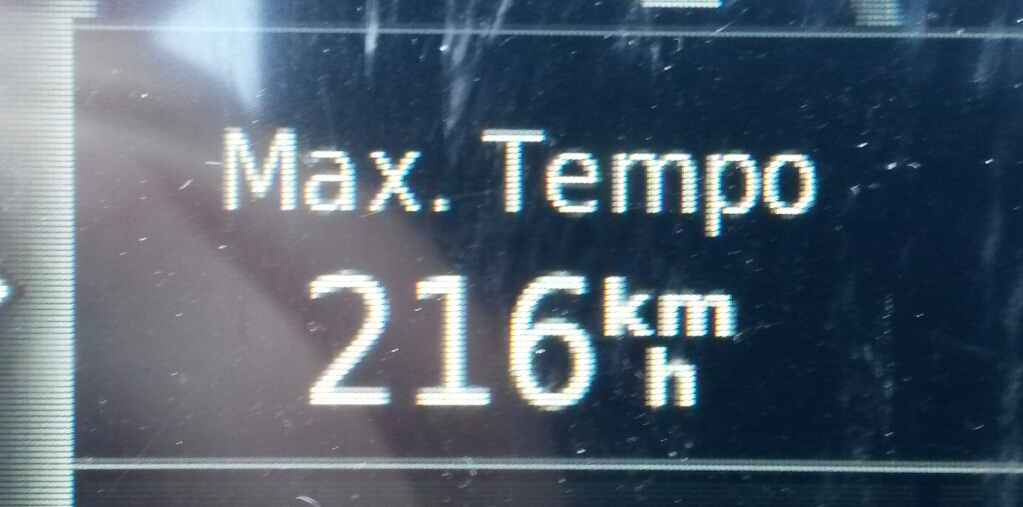 Max. Tempo
216 km/h